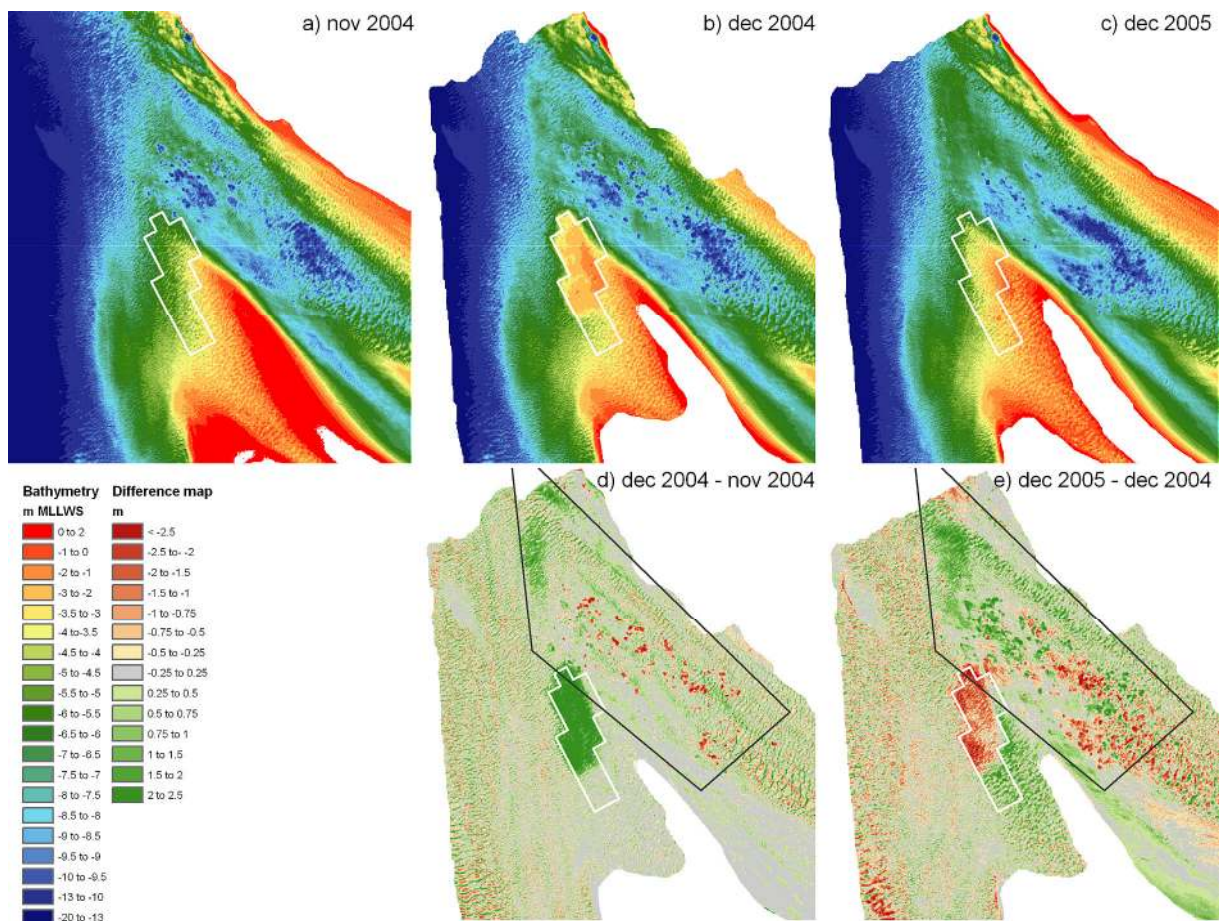 a) nov 2004
b) dec 2004
c) dec 2005
d) dec 2004 - nov 2004
e) dec 2005 - dec 2004
Bathymetry
m MLLWS
0 to 2
-1 to 0
-2 to -1
-3 to -2
-3.5 to -3
-4 to -3.5
-4.5 to -4
-5 to -4.5
-5.5 to -5
-6 to -5.5
-6.5 to -6
-7 to -6.5
-7.5 to -7
-8 to -7.5
-8.5 to -8
-9 to -8.5
-9.5 to -9
-10 to -9.5
-13 to -10
-20 to -13
Difference map
m
< -2.5
-2.5 to- -2
-2 to -1.5
-1.5 to -1
-1 to -0.75
-0.75 to -0.5
-0.5 to -0.25
-0.25 to 0.25
0.25 to 0.5
0.5 to 0.75
0.75 to 1
1 to 1.5
1.5 to 2
2 to 2.5